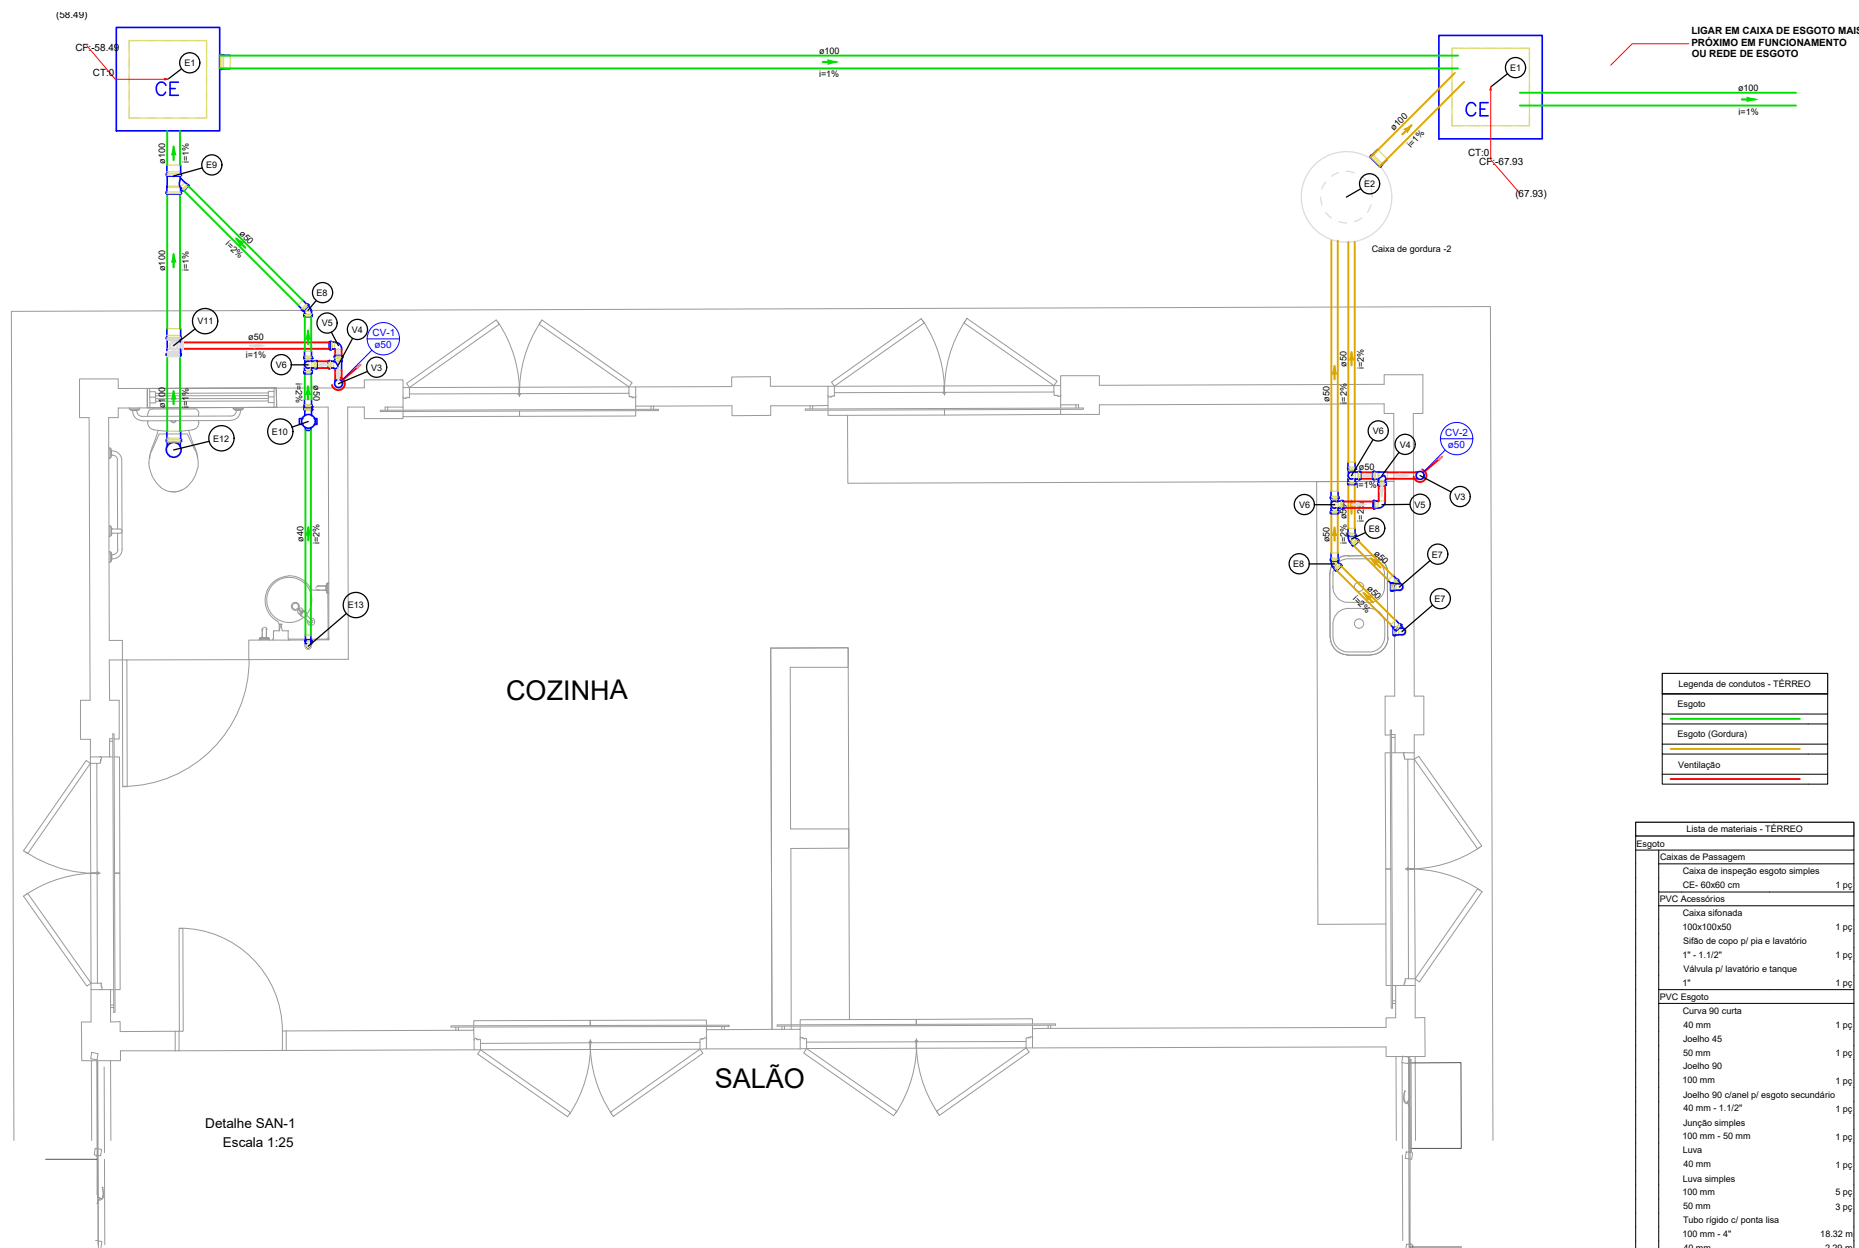 (58.49)
CF:-58.49
CT:0
E1
CE
ø100
i=1%
E1
CE
LIGAR EM CAIXA DE ESGOTO MAIS
PRÓXIMO EM FUNCIONAMENTO
OU REDE DE ESGOTO
ø100
i=1%
ø100
i=1%
CT:0
CF:-67.93
(67.93)
ø100
i=1%
E9
E2
Caixa de gordura -2
ø50
i=2%
ø100
i=1%
E8
V11
ø50
i=1%
V5
V4
CV-1
ø50
V6
V3
ø50
i=2%
ø100
i=1%
E12
E10
ø40
i=2%
E13
ø50
i=2%
ø50
i=2%
V6
V4
CV-2
ø50
ø50
i=1%
V3
V6
V5
ø50
i=2%
ø50
i=2%
E8
E8
ø50
E7
ø50
i=2%
E7
COZINHA
SALÃO
Detalhe SAN-1
Escala 1:25
Legenda de condutos - TÉRREO
Esgoto
Esgoto (Gordura)
Ventilação
Lista de materiais - TÉRREO
Esgoto
Caixas de Passagem
Caixa de inspeção esgoto simples
CE- 60x60 cm 1 pç
PVC Acessórios
Caixa sifonada
100x100x50 1 pç
Sifão de copo p/ pia e lavatório
1" - 1.1/2" 1 pç
Válvula p/ lavatório e tanque
1" 1 pç
PVC Esgoto
Curva 90 curta
40 mm 1 pç
Joelho 45
50 mm 1 pç
Joelho 90
100 mm 1 pç
Joelho 90 c/anel p/ esgoto secundário
40 mm - 1.1/2" 1 pç
Junção simples
100 mm - 50 mm 1 pç
Luva
40 mm 1 pç
Luva simples
100 mm 5 pç
50 mm 3 pç
Tubo rígido c/ ponta lisa
100 mm - 4" 18.32 m
40 mm 2.29 m